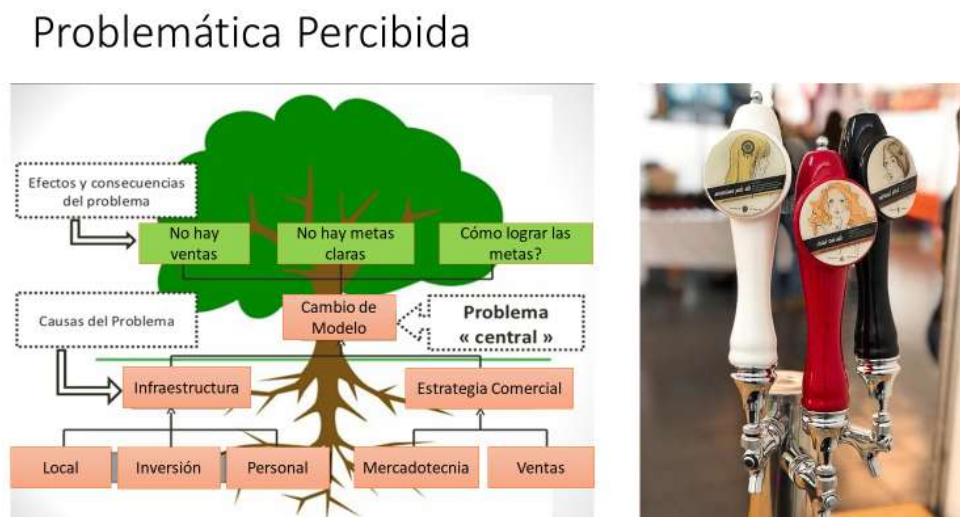 Problemática Percibida
Efectos y consecuencias
del problema
No hay
ventas
No hay metas
claras
Cómo lograr las
metas?
Causas del Problema
Cambio de
Modelo
Problema
« central »
Infraestructura
Estrategia Comercial
Local
Inversión
Personal
Mercadotecnia
Ventas